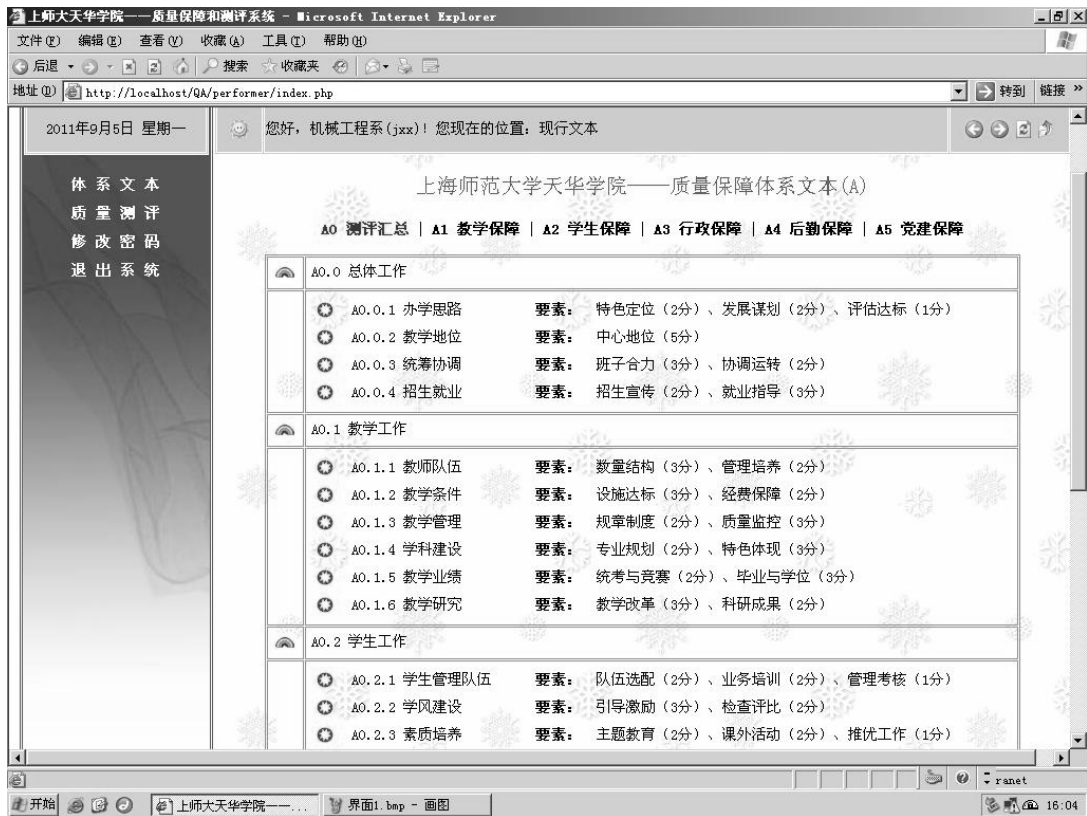 上师大天华学院——质量保障和测评系统 - Microsoft Internet Explorer
文件(F) 编辑(E) 查看(V) 收藏(A) 工具(T) 帮助(H)
后退 搜索 收藏夹
地址(D) http://localhost/QA/performer/index.php 转到 链接 »
2011年9月5日 星期一 您好，机械工程系(jxx)！您现在的位置：现行文本
体系文本
质量测评
修改密码
退出系统
上海师范大学天华学院——质量保障体系文本(A)
A0 测评汇总 | A1 教学保障 | A2 学生保障 | A3 行政保障 | A4 后勤保障 | A5 党建保障
A0.0 总体工作
A0.0.1 办学思路 要素： 特色定位（2分）、发展谋划（2分）、评估达标（1分）
A0.0.2 教学地位 要素： 中心地位（5分）
A0.0.3 统筹协调 要素： 班子合力（3分）、协调运转（2分）
A0.0.4 招生就业 要素： 招生宣传（2分）、就业指导（3分）
A0.1 教学工作
A0.1.1 教师队伍 要素： 数量结构（3分）、管理培养（2分）
A0.1.2 教学条件 要素： 设施达标（3分）、经费保障（2分）
A0.1.3 教学管理 要素： 规章制度（2分）、质量监控（3分）
A0.1.4 学科建设 要素： 专业规划（2分）、特色体现（3分）
A0.1.5 教学业绩 要素： 统考与竞赛（2分）、毕业与学位（3分）
A0.1.6 教学研究 要素： 教学改革（3分）、科研成果（2分）
A0.2 学生工作
A0.2.1 学生管理队伍 要素： 队伍选配（2分）、业务培训（2分）、管理考核（1分）
A0.2.2 学风建设 要素： 引导激励（3分）、检查评比（2分）
A0.2.3 素质培养 要素： 主题教育（2分）、课外活动（2分）、推优工作（1分）
ranet
开始 上师大天华学院——... 界面1.bmp - 画图 16:04